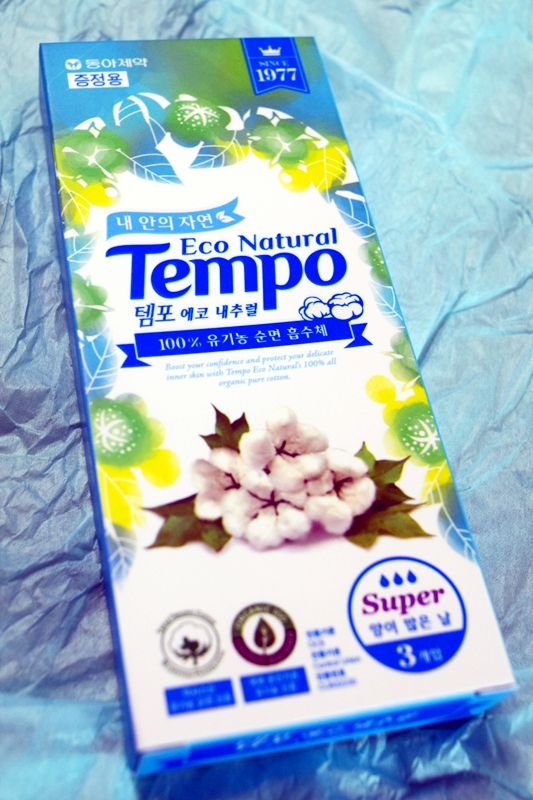 동아제약
증정용
SINCE
1977
내 안의 자연
Eco Natural
Tempo
템포 에코 내추럴
100% 유기농 순면 흡수체
Boost your confidence and protect your delicate
inner skin with Tempo Eco Natural's 100% all
organic pure cotton.
Super
양이 많은 날
3개입